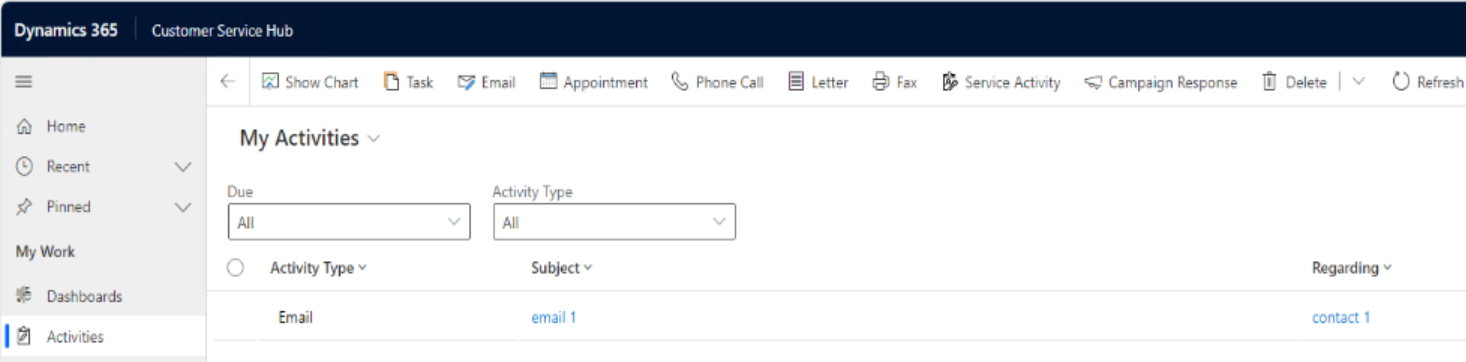 Dynamics 365 Customer Service Hub
Show Chart Task Email Appointment Phone Call Letter Fax Service Activity Campaign Response Delete Refresh
Home
Recent
Pinned
My Work
Dashboards
Activities
My Activities
Due Activity Type
All All
Activity Type Subject Regarding
Email email 1 contact 1